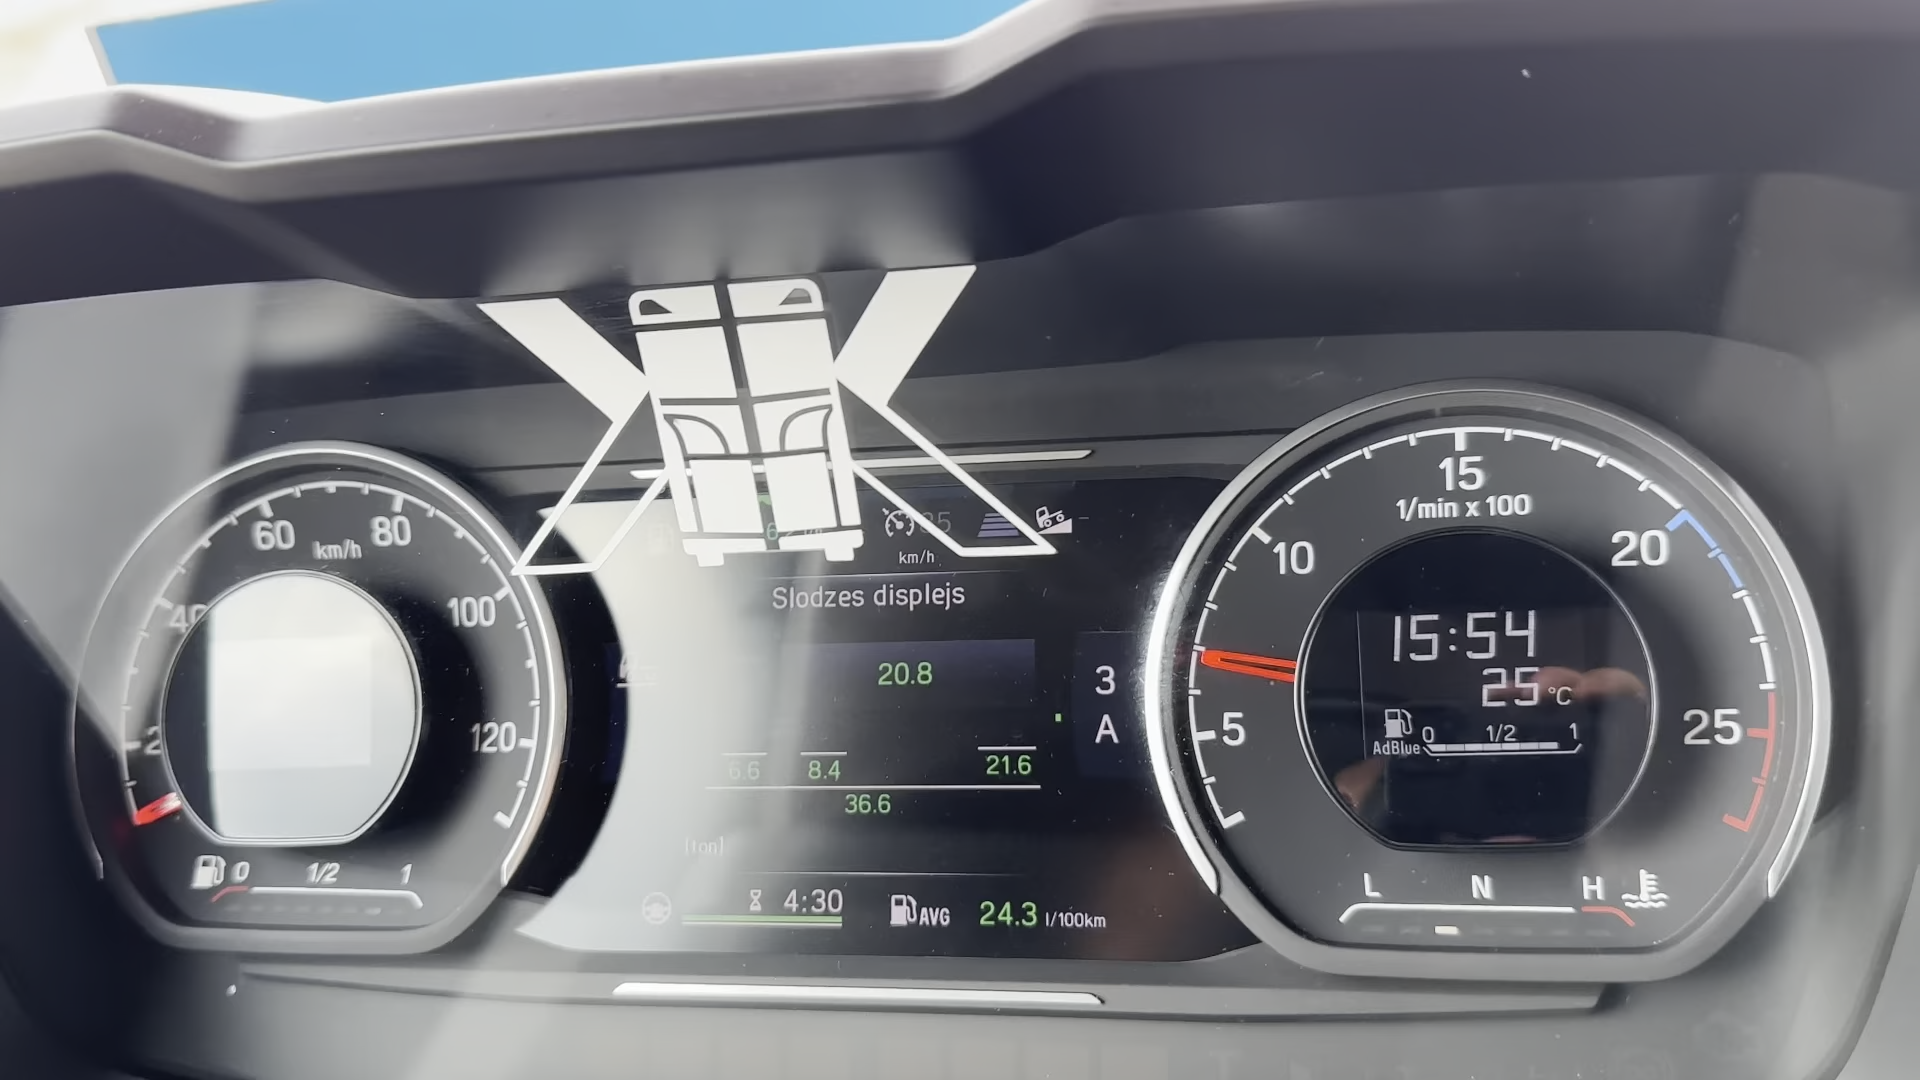 60 80
km/h
100
120
0 1/2 1
km/h
Slodzes displejs
20.8
6.6 8.4 21.6
36.6
[ton]
4:30
AVG 24.3 l/100km
3
A
15
1/min x 100
10 20
5 25
15:54
25 °C
AdBlue 0 1/2 1
L N H